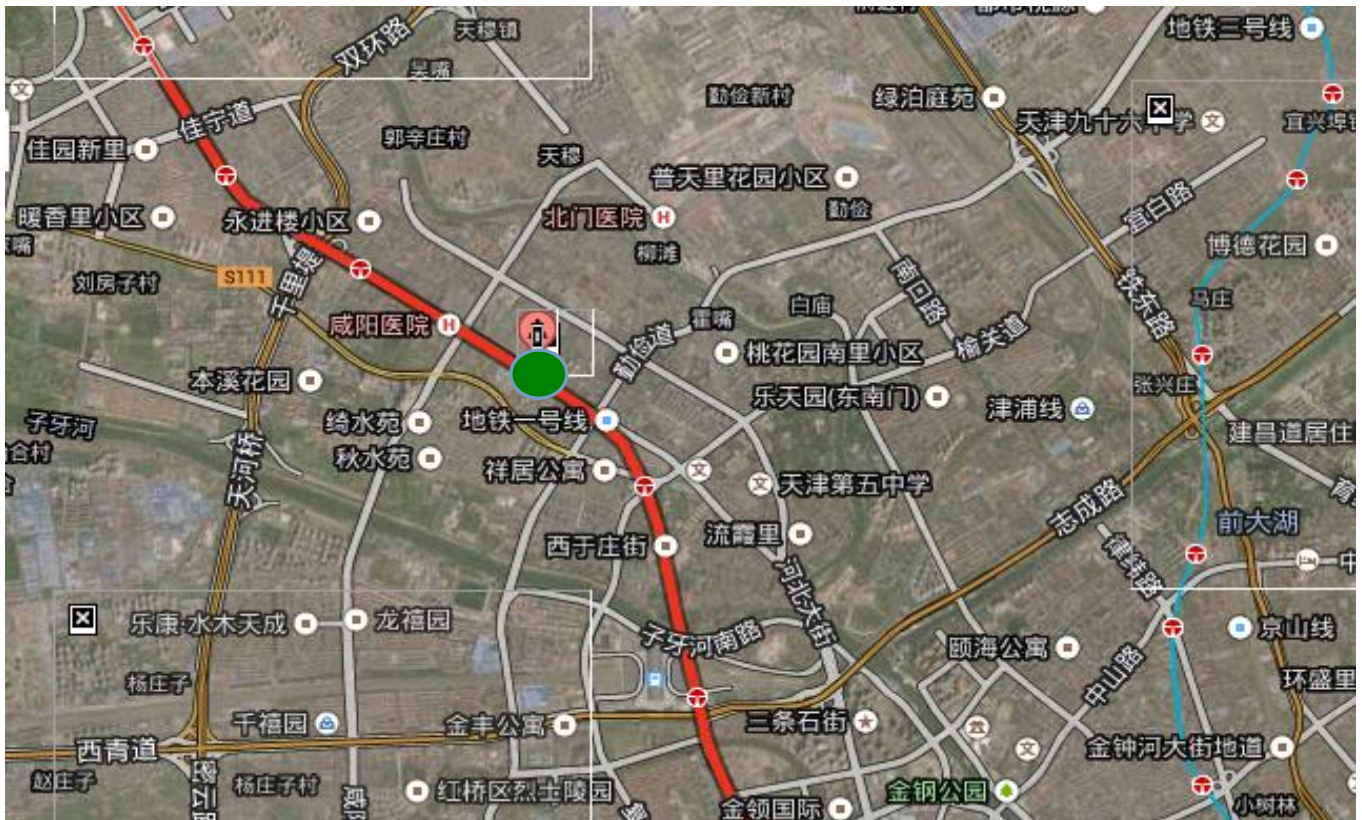 天穆镇
地铁三号线
双环路
吴嘴
勤俭新村
绿泊庭苑
佳宁道
天津九十六中学
佳园新里
郭辛庄村
天穆
普天里花园小区
暖香里小区
永进楼小区
北门医院
勤俭
宜白路
柳滩
博德花园
S111
刘房子村
千里堤
白庙
马庄
铁东路
咸阳医院
霍嘴
勤俭道
桃花园南里小区
榆关道
本溪花园
乐天园(东南门)
张兴庄
津浦线
子牙河
绮水苑
地铁一号线
建昌道居住
秋水苑
天河桥
祥居公寓
天津第五中学
志成路
前大湖
西于庄街
流霞里
河北大街
律纬路
中
乐康·水木天成
龙禧园
子牙河南路
京山线
颐海公寓
中山路
杨庄子
环盛里
千禧园
金丰公寓
三条石街
西青道
金钟河大街地道
赵庄子
杨庄子村
红桥区烈士陵园
金领国际
金钢公园
小树林